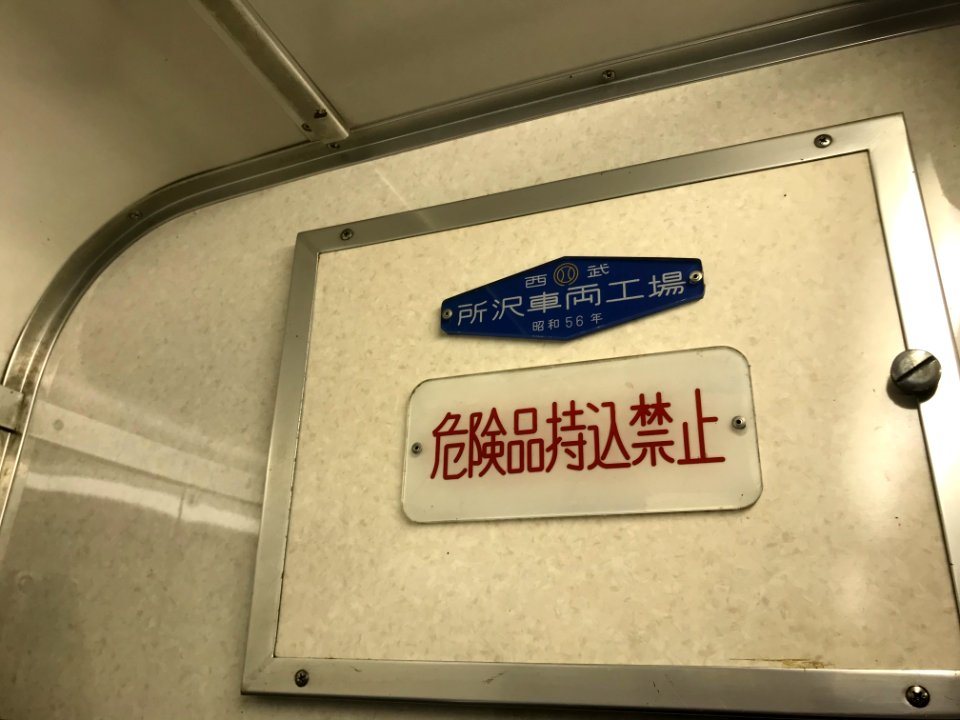 西武
所沢車両工場
昭和56年
危険品持込禁止